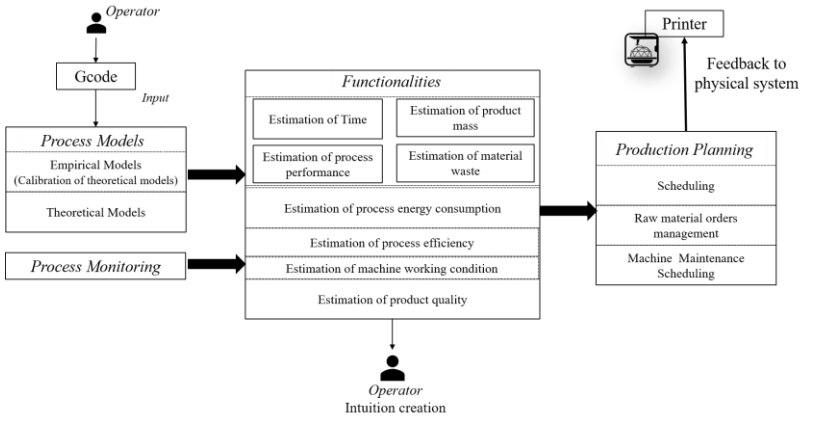 Operator
Gcode
Input
Process Models
Empirical Models
(Calibration of theoretical models)
Theoretical Models
Process Monitoring
Functionalities
Estimation of Time
Estimation of product
mass
Estimation of process
performance
Estimation of material
waste
Estimation of process energy consumption
Estimation of process efficiency
Estimation of machine working condition
Estimation of product quality
Operator
Intuition creation
Printer
Feedback to
physical system
Production Planning
Scheduling
Raw material orders
management
Machine Maintenance
Scheduling